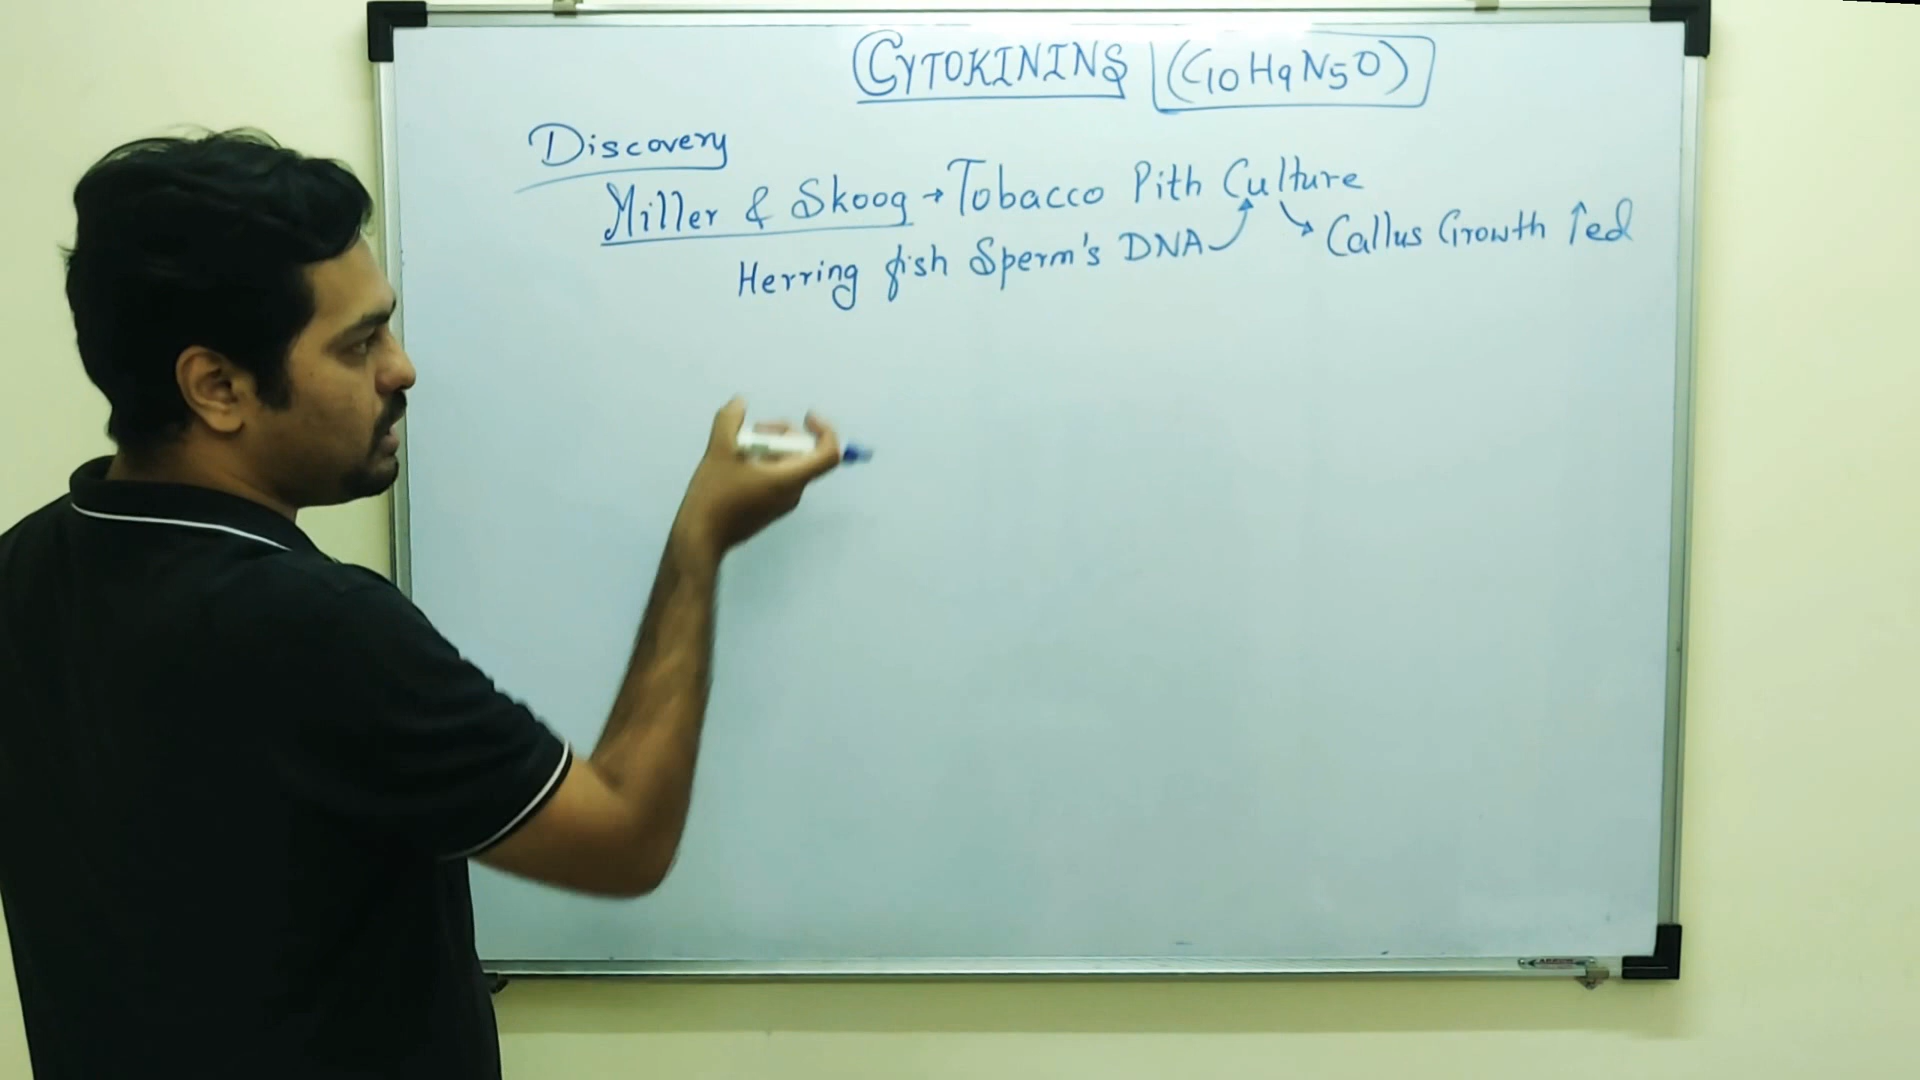 CYTOKININS (C10H9N5O)
Discovery
Miller & Skoog → Tobacco Pith Culture
Herring fish Sperm's DNA
→ Callus Growth ↑ed